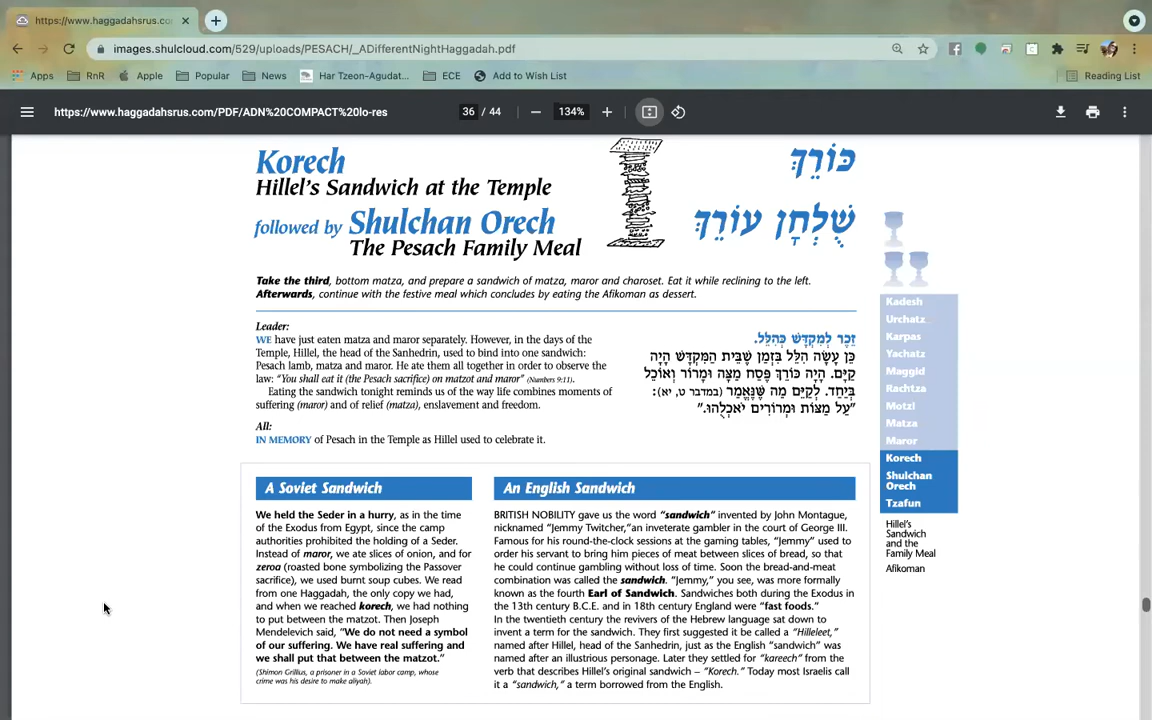 https://www.haggadahsrus.co
images.shulcloud.com/529/uploads/PESACH/_ADifferentNightHaggadah.pdf
Apps RnR Apple Popular News Har Tzeon-Agudat... ECE Add to Wish List Reading List
https://www.haggadahsrus.com/PDF/ADN%20COMPACT%20lo-res
36 / 44
134%
Korech
כּוֹרֵךְ
Hillel's Sandwich at the Temple
followed by Shulchan Orech
שֻׁלְחָן עוֹרֵךְ
The Pesach Family Meal
Take the third, bottom matza, and prepare a sandwich of matza, maror and charoset. Eat it while reclining to the left.
Afterwards, continue with the festive meal which concludes by eating the Afikoman as dessert.
Leader:
WE have just eaten matza and maror separately. However, in the days of the
Temple, Hillel, the head of the Sanhedrin, used to bind into one sandwich:
Pesach lamb, matza and maror. He ate them all together in order to observe the
law: "You shall eat it (the Pesach sacrifice) on matzot and maror" (Numbers 9:11).
Eating the sandwich tonight reminds us of the way life combines moments of
suffering (maror) and of relief (matza), enslavement and freedom.
All:
IN MEMORY of Pesach in the Temple as Hillel used to celebrate it.
זֵכֶר לְמִקְדָּשׁ כְּהִלֵּל.
כֵּן עָשָׂה הִלֵּל בִּזְמַן שֶׁבֵּית הַמִּקְדָּשׁ הָיָה
קַיָּם. הָיָה כּוֹרֵךְ פֶּסַח מַצָּה וּמָרוֹר וְאוֹכֵל
בְּיַחַד. לְקַיֵּם מַה שֶּׁנֶּאֱמַר (במדבר ט, יא):
"עַל מַצּוֹת וּמְרוֹרִים יֹאכְלֻהוּ."
A Soviet Sandwich
We held the Seder in a hurry, as in the time
of the Exodus from Egypt, since the camp
authorities prohibited the holding of a Seder.
Instead of maror, we ate slices of onion, and for
zeroa (roasted bone symbolizing the Passover
sacrifice), we used burnt soup cubes. We read
from one Haggadah, the only copy we had,
and when we reached korech, we had nothing
to put between the matzot. Then Joseph
Mendelevich said, "We do not need a symbol
of our suffering. We have real suffering and
we shall put that between the matzot."
(Shimon Grillius, a prisoner in a Soviet labor camp, whose
crime was his desire to make aliyah).
An English Sandwich
BRITISH NOBILITY gave us the word "sandwich" invented by John Montague,
nicknamed "Jemmy Twitcher,"an inveterate gambler in the court of George III.
Famous for his round-the-clock sessions at the gaming tables, "Jemmy" used to
order his servant to bring him pieces of meat between slices of bread, so that
he could continue gambling without loss of time. Soon the bread-and-meat
combination was called the sandwich. "Jemmy," you see, was more formally
known as the fourth Earl of Sandwich. Sandwiches both during the Exodus in
the 13th century B.C.E. and in 18th century England were "fast foods."
In the twentieth century the revivers of the Hebrew language sat down to
invent a term for the sandwich. They first suggested it be called a "Hilleleet,"
named after Hillel, head of the Sanhedrin, just as the English "sandwich" was
named after an illustrious personage. Later they settled for "kareech" from the
verb that describes Hillel's original sandwich – "Korech." Today most Israelis call
it a "sandwich," a term borrowed from the English.
Kadesh
Urchatz
Karpas
Yachatz
Maggid
Rachtza
Motzi
Matza
Maror
Korech
Shulchan
Orech
Tzafun
Hillel's
Sandwich
and the
Family Meal
Afikoman